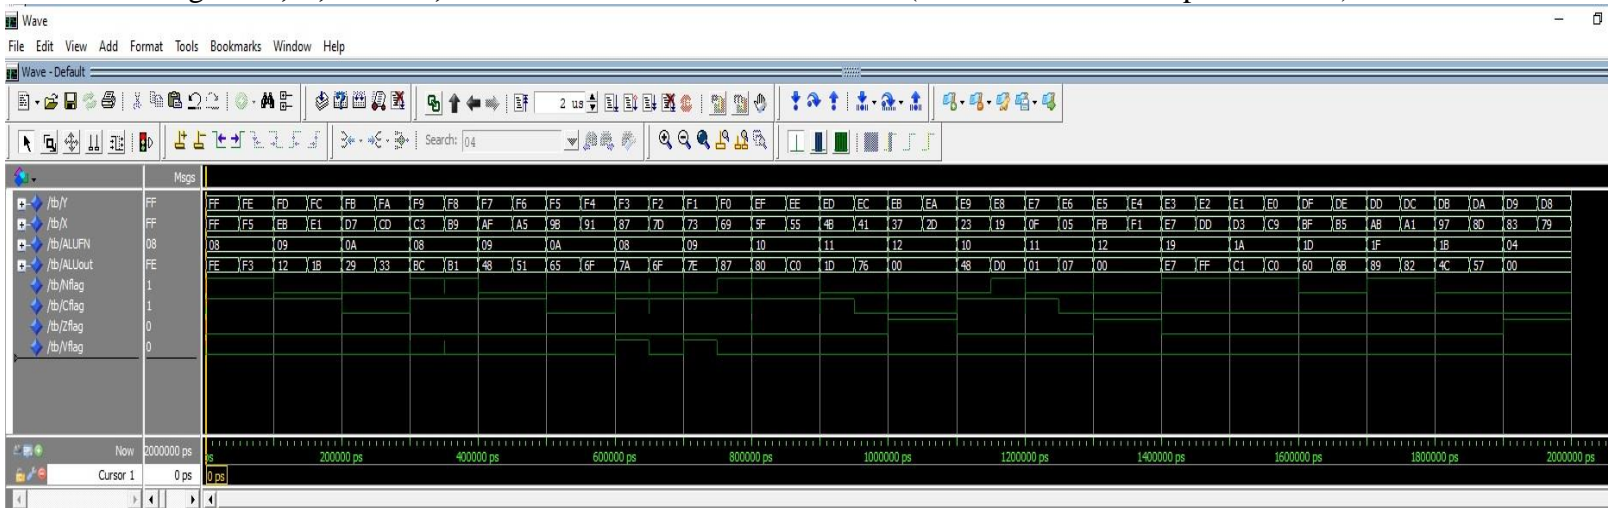 Wave
File Edit View Add Format Tools Bookmarks Window Help
Wave - Default
2 us
Search: 04
Msgs
/tb/Y FF FF FE FD FC FB FA F9 F8 F7 F6 F5 F4 F3 F2 F1 F0 EF EE ED EC EB EA E9 E8 E7 E6 E5 E4 E3 E2 E1 E0 DF DE DD DC DB DA D9 D8
/tb/X FF FF F5 EB E1 D7 CD C3 B9 AF A5 9B 91 87 7D 73 69 5F 55 4B 41 37 2D 23 19 0F 05 FB F1 E7 DD D3 C9 BF B5 AB A1 97 8D 83 79
/tb/ALUFN 08 08 09 0A 08 09 0A 08 09 10 11 12 10 11 12 19 1A 1D 1F 1B 04
/tb/ALUout FE FE F3 12 1B 29 33 BC B1 48 51 65 6F 7A 6F 7E 87 80 C0 1D 76 00 48 D0 01 07 00 E7 FF C1 C0 60 6B 89 82 4C 57 00
/tb/Nflag 1
/tb/Cflag 1
/tb/Zflag 0
/tb/Vflag 0
Now 2000000 ps ps 200000 ps 400000 ps 600000 ps 800000 ps 1000000 ps 1200000 ps 1400000 ps 1600000 ps 1800000 ps 2000000 ps
Cursor 1 0 ps 0 ps